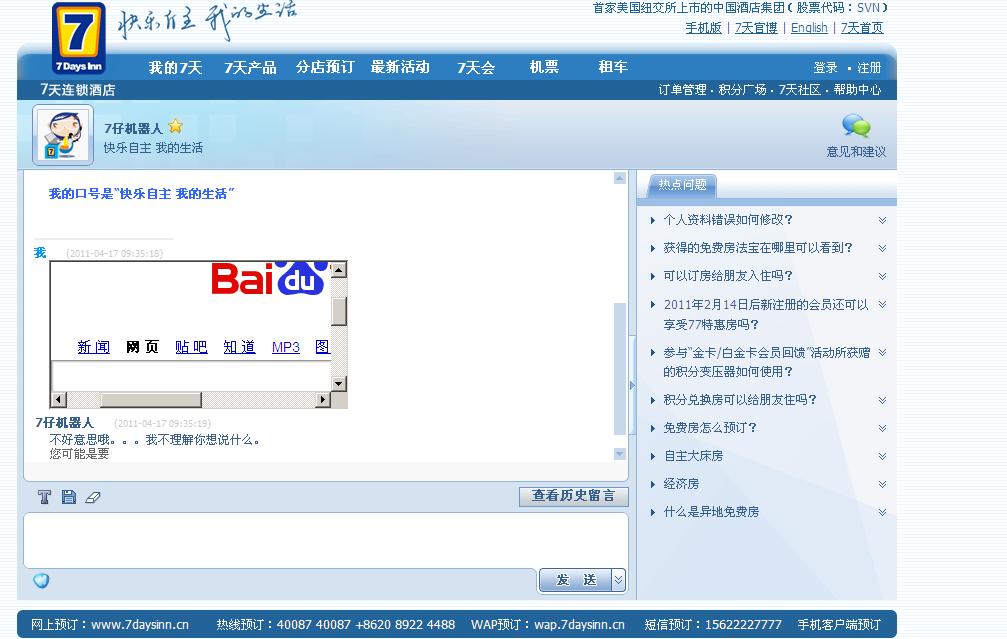 首家美国纽交所上市的中国酒店集团(股票代码：SVN)
7
快乐自主 我的生活
7Days Inn
手机版 | 7天官博 | English | 7天首页
我的7天 7天产品 分店预订 最新活动 7天会 机票 租车
登录 · 注册
7天连锁酒店
订单管理 · 积分广场 · 7天社区 · 帮助中心
7仔机器人
快乐自主 我的生活
意见和建议
我的口号是“快乐自主 我的生活”
我 (2011-04-17 09:35:18)
Bai du
新闻 网页 贴吧 知道 MP3 图
7仔机器人 (2011-04-17 09:35:19)
不好意思哦。。。我不理解你想说什么。
您可能是要
查看历史留言
发 送
热点问题
个人资料错误如何修改？
获得的免费房法宝在哪里可以看到？
可以订房给朋友入住吗？
2011年2月14日后新注册的会员还可以
享受77特惠房吗？
参与“金卡/白金卡会员回馈”活动所获赠
的积分变压器如何使用？
积分兑换房可以给朋友住吗？
免费房怎么预订？
自主大床房
经济房
什么是异地免费房
网上预订：www.7daysinn.cn 热线预订：40087 40087 +8620 8922 4488 WAP预订：wap.7daysinn.cn 短信预订：15622227777 手机客户端预订